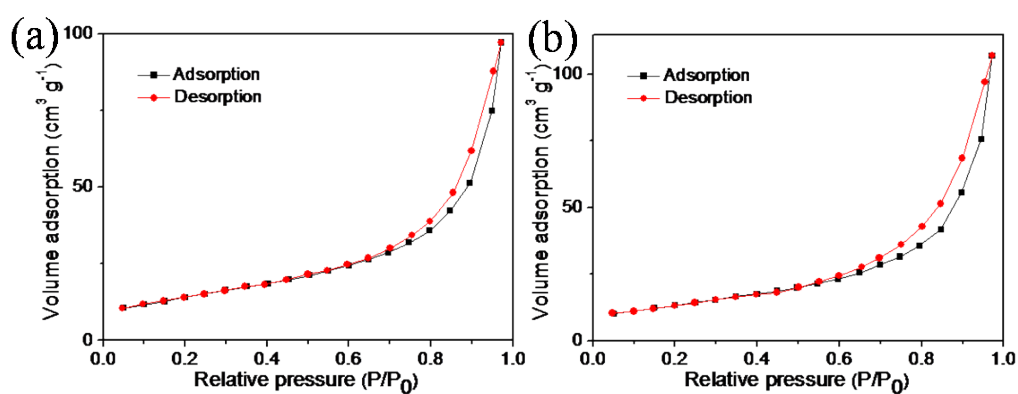 (a)
100
50
0
Volume adsorption (cm³ g⁻¹)
Adsorption
Desorption
0.0 0.2 0.4 0.6 0.8 1.0
Relative pressure (P/P₀)
(b)
100
50
0
Volume adsorption (cm³ g⁻¹)
Adsorption
Desorption
0.0 0.2 0.4 0.6 0.8 1.0
Relative pressure (P/P₀)